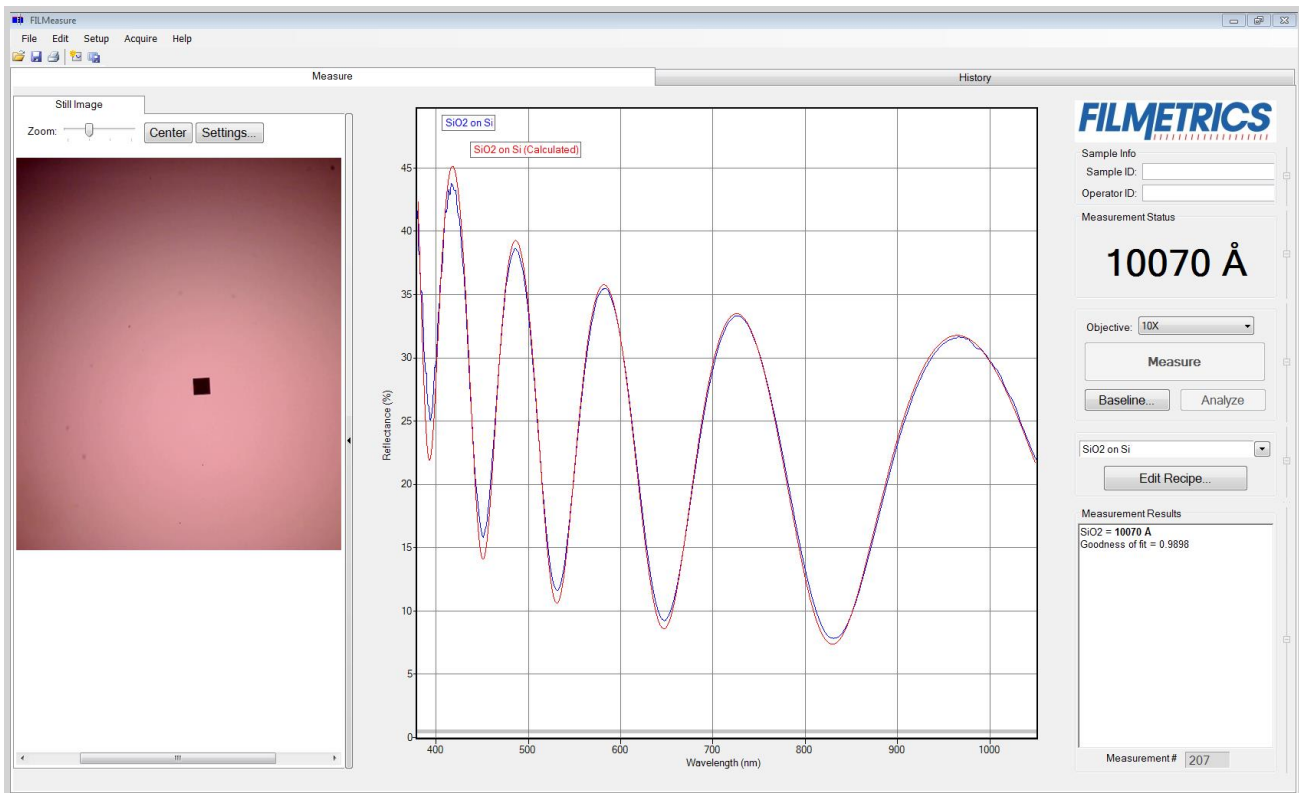 FILMeasure
File Edit Setup Acquire Help
Measure
History
Still Image
Zoom: Center Settings...
SiO2 on Si
SiO2 on Si (Calculated)
45
40
35
30
25
20
15
10
5
0
Reflectance (%)
400 500 600 700 800 900 1000
Wavelength (nm)
FILMETRICS
Sample Info
Sample ID:
Operator ID:
Measurement Status
10070 Å
Objective: 10X
Measure
Baseline... Analyze
SiO2 on Si
Edit Recipe...
Measurement Results
SiO2 = 10070 Å
Goodness of fit = 0.9898
Measurement # 207